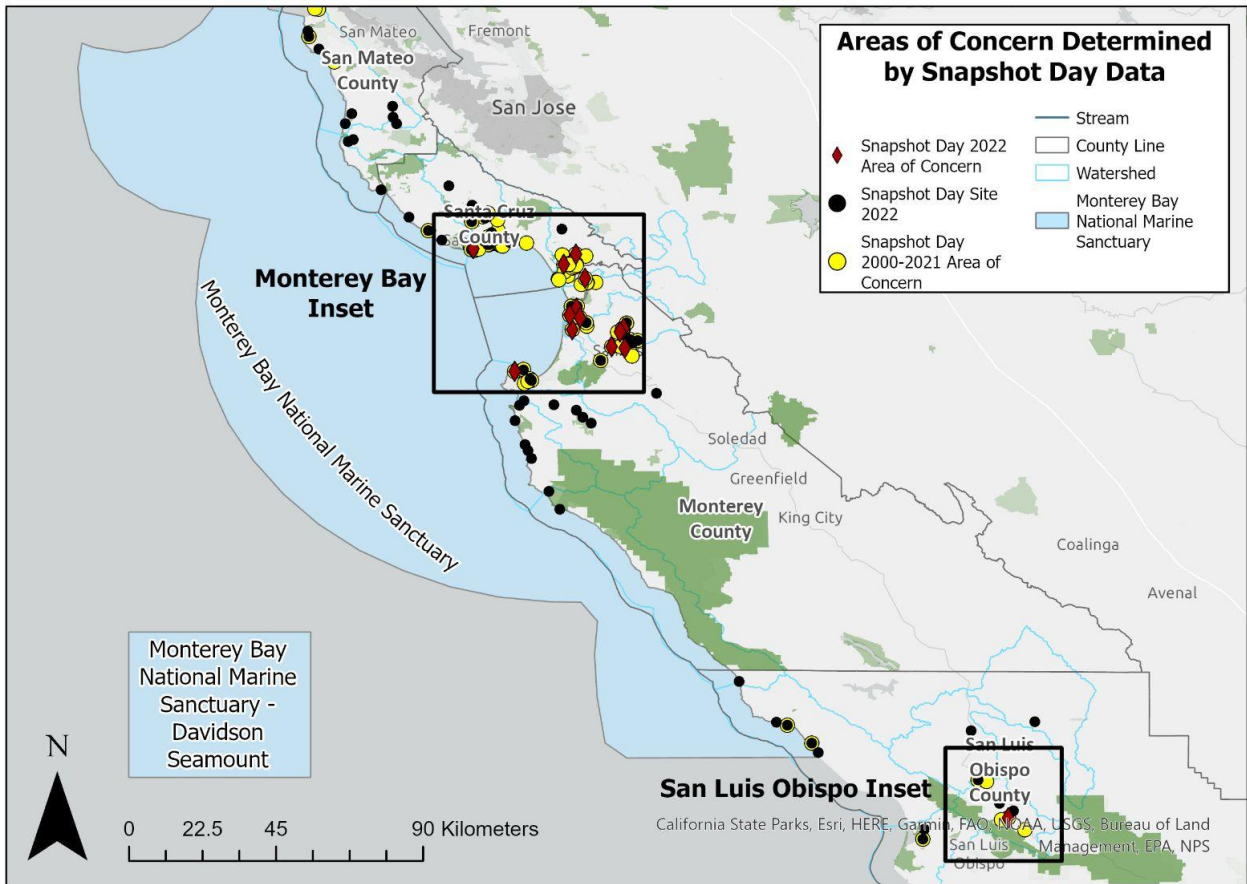 San Mateo
Fremont
San Mateo
County
San Jose
Areas of Concern Determined
by Snapshot Day Data
Snapshot Day 2022
Area of Concern
Snapshot Day Site
2022
Snapshot Day
2000-2021 Area of
Concern
Stream
County Line
Watershed
Monterey Bay
National Marine
Sanctuary
Santa Cruz
County
Monterey Bay
Inset
Monterey Bay National Marine Sanctuary
Soledad
Greenfield
Monterey
County
King City
Coalinga
Avenal
Monterey Bay
National Marine
Sanctuary -
Davidson
Seamount
N
0 22.5 45 90 Kilometers
San Luis
Obispo
County
San Luis Obispo Inset
California State Parks, Esri, HERE, Garmin, FAO, NOAA, USGS, Bureau of Land
Management, EPA, NPS
San Luis
Obispo